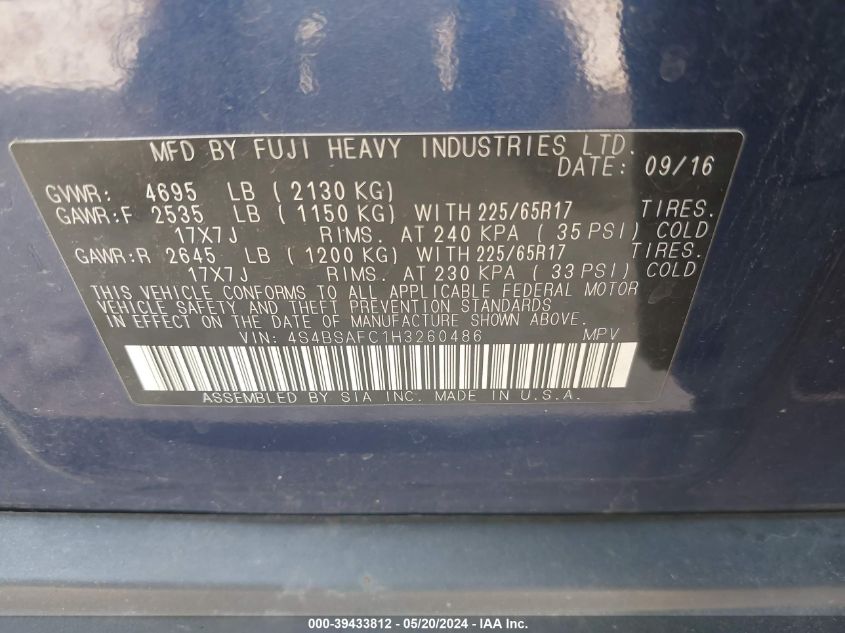 MFD BY FUJI HEAVY INDUSTRIES LTD.
DATE: 09/16
GVWR: 4695 LB ( 2130 KG)
GAWR:F 2535 LB ( 1150 KG) WITH 225/65R17 TIRES.
17X7J RIMS. AT 240 KPA ( 35 PSI) COLD
GAWR:R 2645 LB ( 1200 KG) WITH 225/65R17 TIRES.
17X7J RIMS. AT 230 KPA ( 33 PSI) COLD
THIS VEHICLE CONFORMS TO ALL APPLICABLE FEDERAL MOTOR
VEHICLE SAFETY AND THEFT PREVENTION STANDARDS
IN EFFECT ON THE DATE OF MANUFACTURE SHOWN ABOVE.
VIN: 4S4BSAFC1H3260486 MPV
ASSEMBLED BY SIA INC. MADE IN U.S.A.
000-39433812 - 05/20/2024 - IAA Inc.